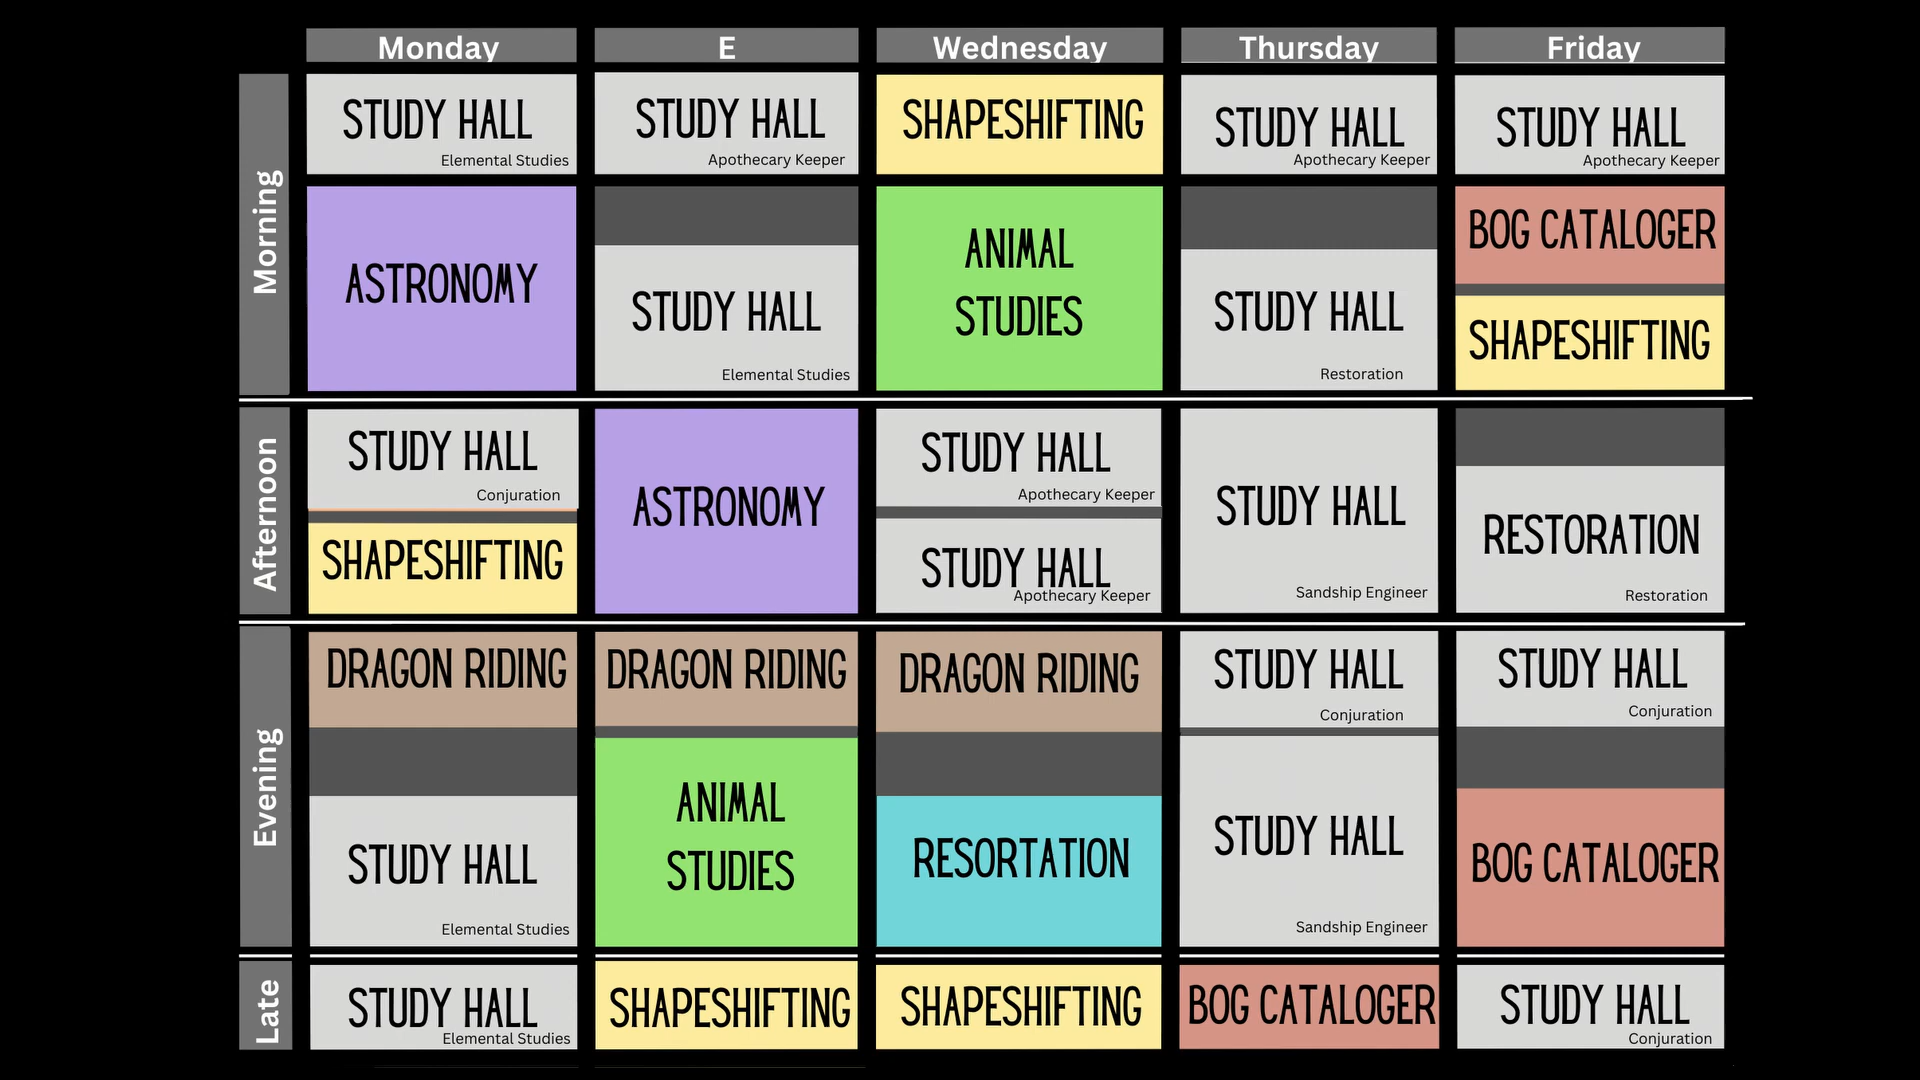 Monday
E
Wednesday
Thursday
Friday
Morning
STUDY HALL
Elemental Studies
STUDY HALL
Apothecary Keeper
SHAPESHIFTING
STUDY HALL
Apothecary Keeper
STUDY HALL
Apothecary Keeper
ASTRONOMY
STUDY HALL
Elemental Studies
ANIMAL
STUDIES
STUDY HALL
Restoration
BOG CATALOGER
SHAPESHIFTING
Afternoon
STUDY HALL
Conjuration
SHAPESHIFTING
ASTRONOMY
STUDY HALL
Apothecary Keeper
STUDY HALL
Apothecary Keeper
STUDY HALL
Sandship Engineer
RESTORATION
Restoration
Evening
DRAGON RIDING
DRAGON RIDING
DRAGON RIDING
STUDY HALL
Conjuration
STUDY HALL
Conjuration
STUDY HALL
Elemental Studies
ANIMAL
STUDIES
RESORTATION
STUDY HALL
Sandship Engineer
BOG CATALOGER
Late
STUDY HALL
Elemental Studies
SHAPESHIFTING
SHAPESHIFTING
BOG CATALOGER
STUDY HALL
Conjuration